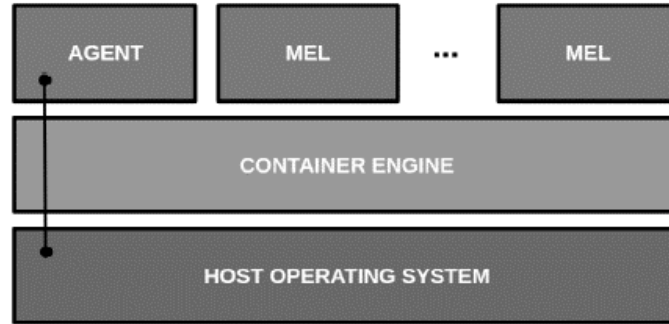 AGENT
MEL
...
MEL
CONTAINER ENGINE
HOST OPERATING SYSTEM